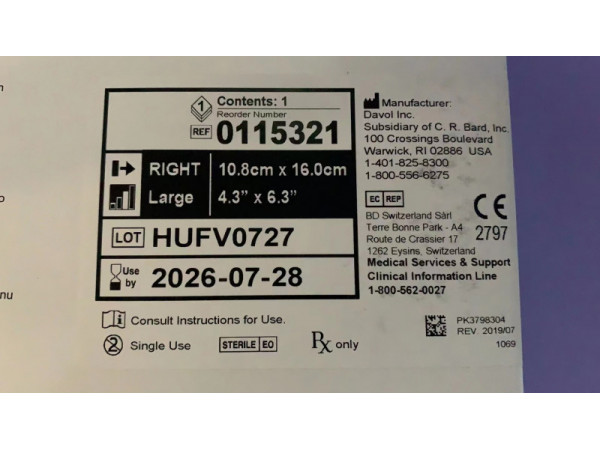 1
Contents: 1
Reorder Number
REF 0115321
RIGHT 10.8cm x 16.0cm
Large 4.3" x 6.3"
LOT HUFV0727
Use by 2026-07-28
Consult Instructions for Use.
2 Single Use
STERILE EO
Rx only
Manufacturer:
Davol Inc.
Subsidiary of C. R. Bard, Inc.
100 Crossings Boulevard
Warwick, RI 02886 USA
1-401-825-8300
1-800-556-6275
EC REP
BD Switzerland Sàrl
Terre Bonne Park - A4
Route de Crassier 17
1262 Eysins, Switzerland
CE
2797
Medical Services & Support
Clinical Information Line
1-800-562-0027
PK3798304
REV. 2019/07
1069